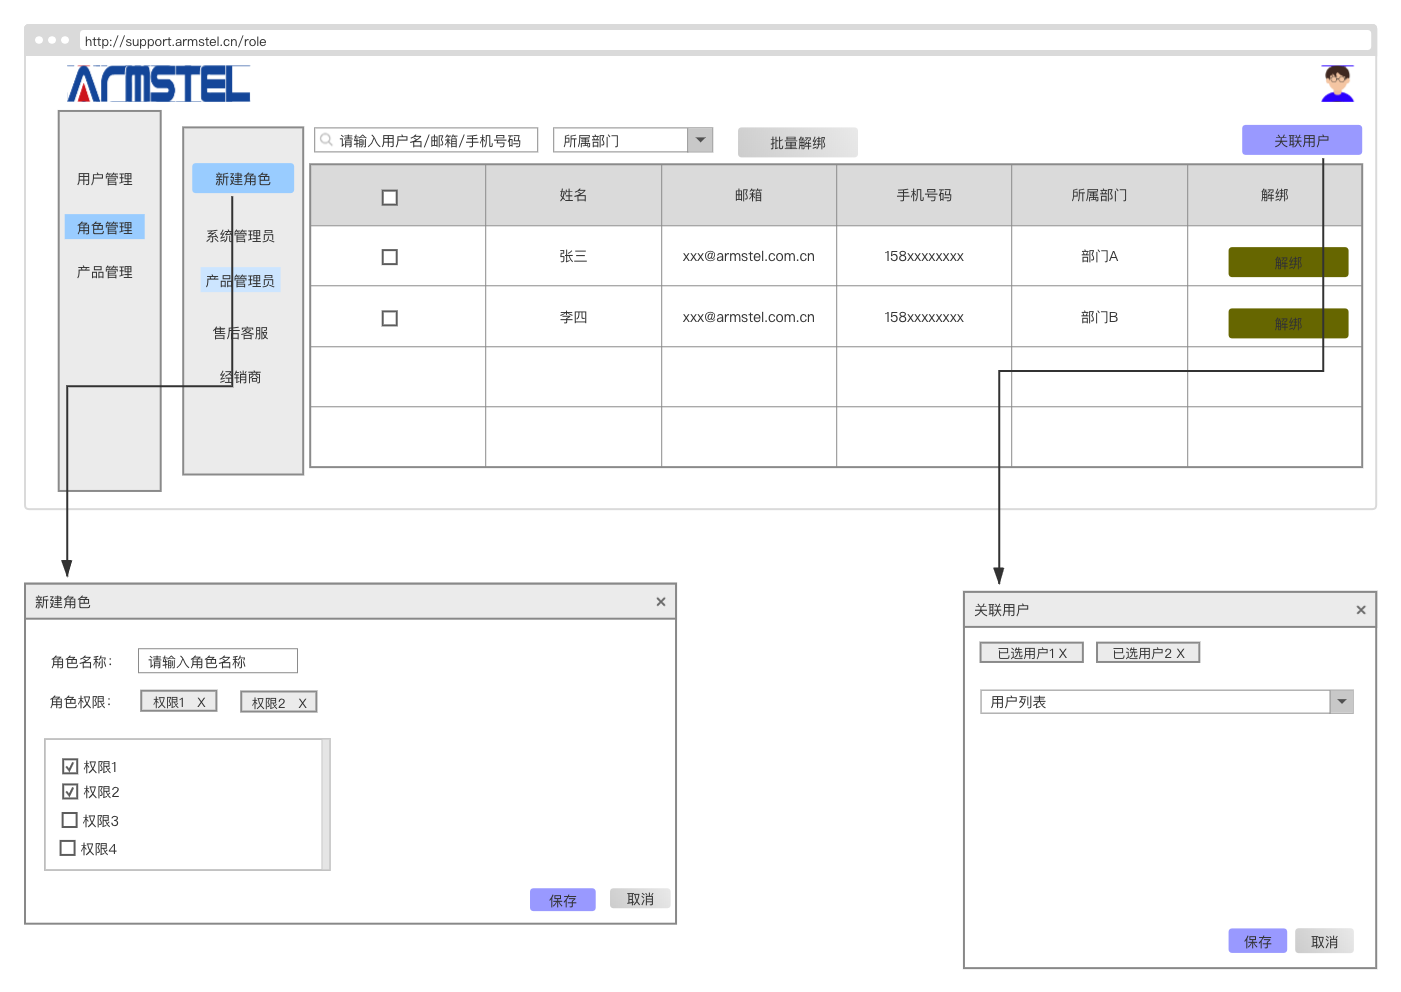 http://support.armstel.cn/role
ARMSTEL
用户管理
角色管理
产品管理
新建角色
系统管理员
产品管理员
售后客服
经销商
请输入用户名/邮箱/手机号码
所属部门
批量解绑
关联用户
姓名 邮箱 手机号码 所属部门 解绑
张三 xxx@armstel.com.cn 158xxxxxxxx 部门A 解绑
李四 xxx@armstel.com.cn 158xxxxxxxx 部门B 解绑
新建角色 ×
角色名称： 请输入角色名称
角色权限： 权限1 X 权限2 X
权限1
权限2
权限3
权限4
保存 取消
关联用户 ×
已选用户1 X 已选用户2 X
用户列表
保存 取消